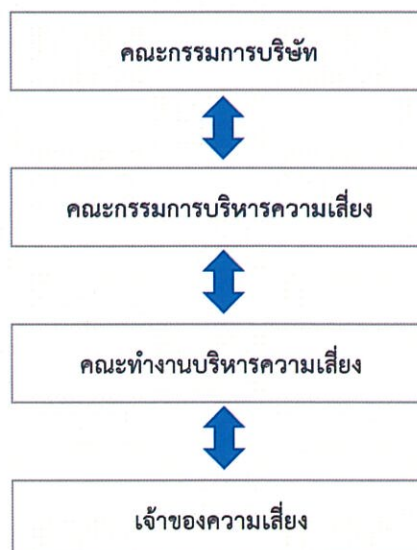 คณะกรรมการบริษัท
คณะกรรมการบริหารความเสี่ยง
คณะทำงานบริหารความเสี่ยง
เจ้าของความเสี่ยง